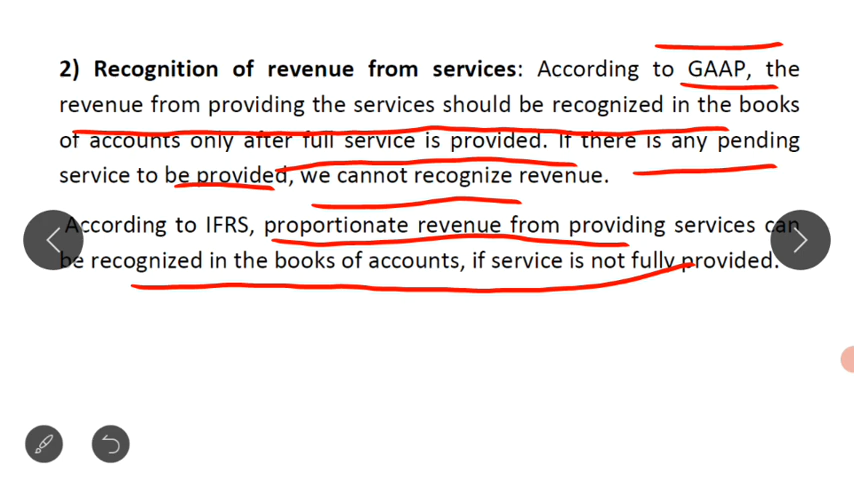 2) Recognition of revenue from services: According to GAAP, the
revenue from providing the services should be recognized in the books
of accounts only after full service is provided. If there is any pending
service to be provided, we cannot recognize revenue.
According to IFRS, proportionate revenue from providing services can
be recognized in the books of accounts, if service is not fully provided.